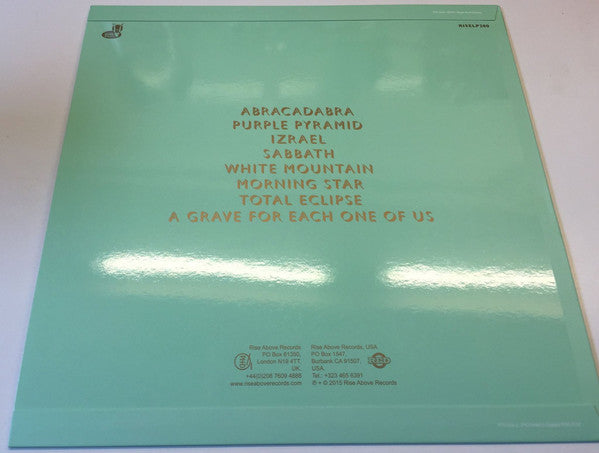 RISELP200
ABRACADABRA
PURPLE PYRAMID
IZRAEL
SABBATH
WHITE MOUNTAIN
MORNING STAR
TOTAL ECLIPSE
A GRAVE FOR EACH ONE OF US
Rise Above Records
PO Box 61390,
London N19 4TT,
UK.
+44(0)208 7609 4888
www.riseaboverecords.com
Rise Above Records, USA
PO Box 1547,
Burbank CA 91507,
USA.
Tel.: +323 465 6391
℗ + © 2015 Rise Above Records